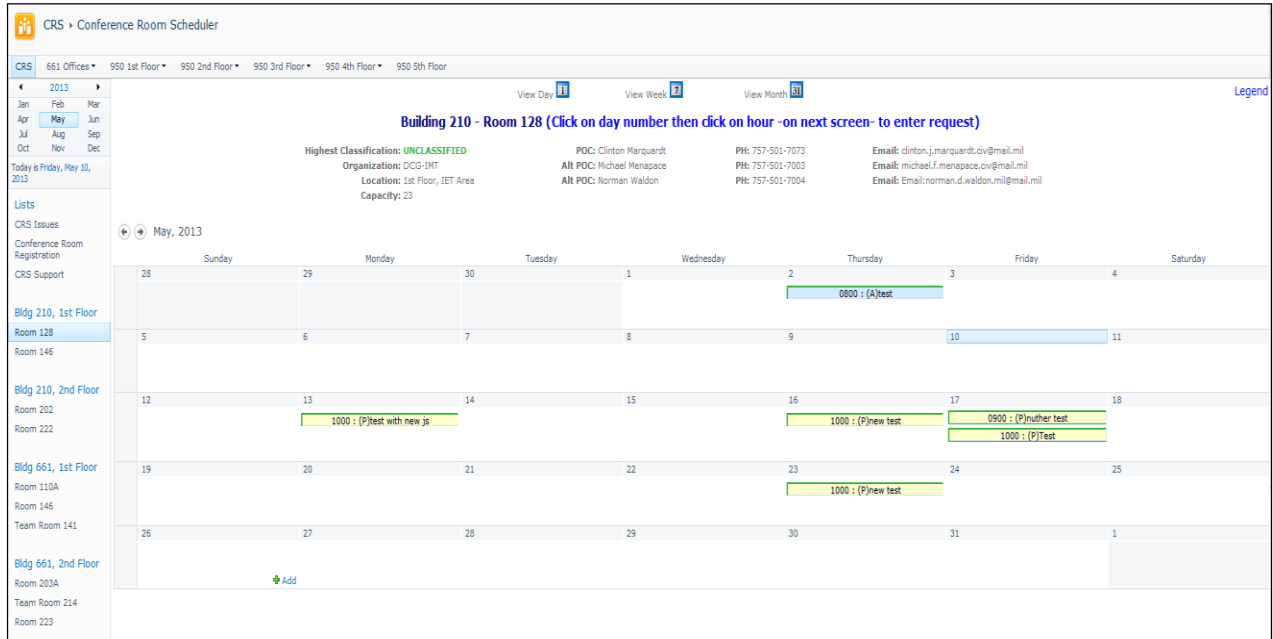 CRS ▸ Conference Room Scheduler
CRS 661 Offices ▾ 950 1st Floor ▾ 950 2nd Floor ▾ 950 3rd Floor ▾ 950 4th Floor ▾ 950 5th Floor
◂ 2013 ▸
Jan Feb Mar
Apr May Jun
Jul Aug Sep
Oct Nov Dec
Today is Friday, May 10,
2013
Lists
CRS Issues
Conference Room
Registration
CRS Support
Bldg 210, 1st Floor
Room 128
Room 146
Bldg 210, 2nd Floor
Room 202
Room 222
Bldg 661, 1st Floor
Room 110A
Room 146
Team Room 141
Bldg 661, 2nd Floor
Room 203A
Team Room 214
Room 223
View Day 1 View Week 7 View Month 31
Legend
Building 210 - Room 128 (Click on day number then click on hour -on next screen- to enter request)
Highest Classification: UNCLASSIFIED POC: Clinton Marquardt PH: 757-501-7073 Email: clinton.j.marquardt.civ@mail.mil
Organization: DCG-IMT Alt POC: Michael Menapace PH: 757-501-7003 Email: michael.f.menapace.civ@mail.mil
Location: 1st Floor, IET Area Alt POC: Norman Waldon PH: 757-501-7004 Email: Email:norman.d.waldon.mil@mail.mil
Capacity: 23
May, 2013
Sunday Monday Tuesday Wednesday Thursday Friday Saturday
28 29 30 1 2 3 4
0800 : (A)test
5 6 7 8 9 10 11
12 13 14 15 16 17 18
1000 : (P)test with new js 1000 : (P)new test 0900 : (P)nuther test
1000 : (P)Test
19 20 21 22 23 24 25
1000 : (P)new test
26 27 28 29 30 31 1
Add